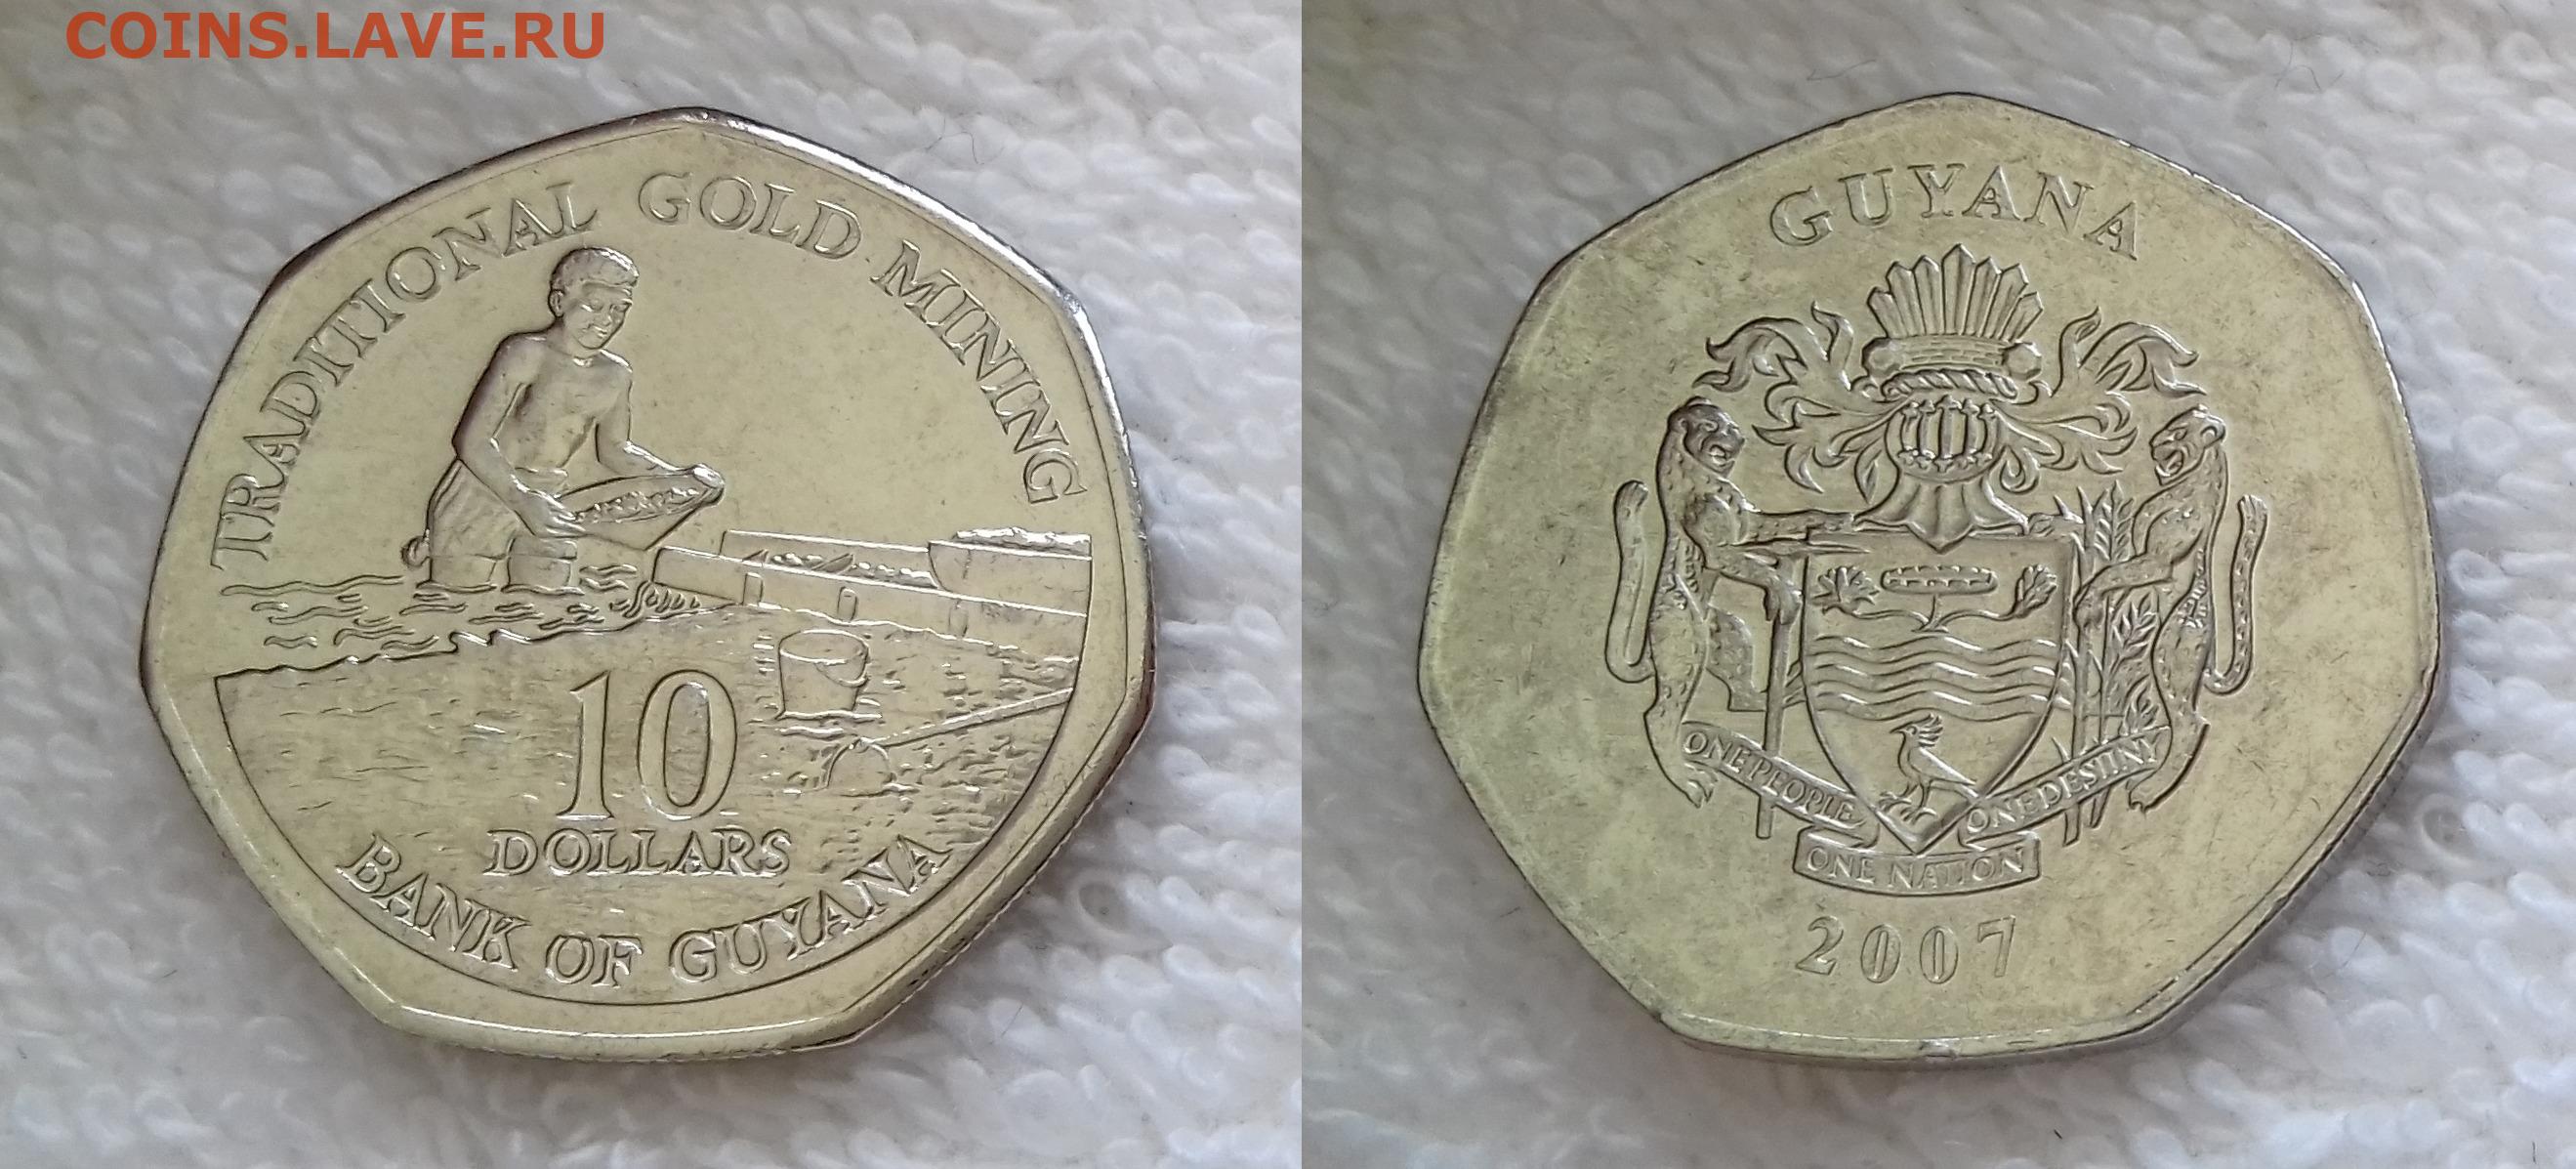 COINS.LAVE.RU
TRADITIONAL GOLD MINING
10
DOLLARS
BANK OF GUYANA
GUYANA
ONE PEOPLE
ONE NATION
ONE DESTINY
2007